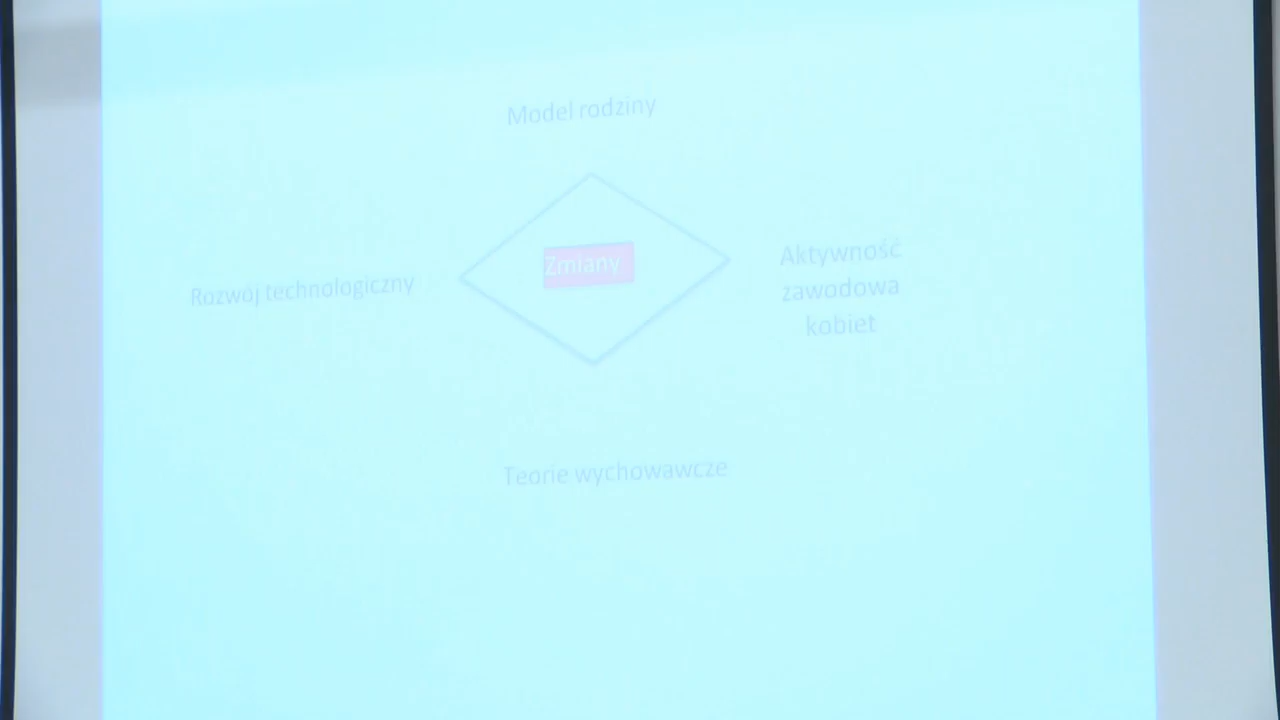 Model rodziny
Zmiany
Rozwój technologiczny
Aktywność
zawodowa
kobiet
Teorie wychowawcze